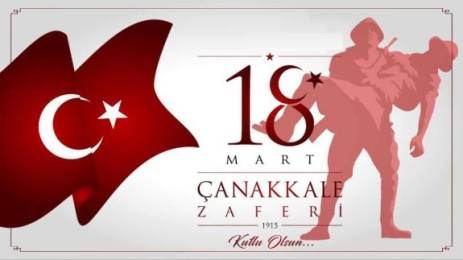 18
MART
ÇANAKKALE
ZAFERİ
1915
Kutlu Olsun...